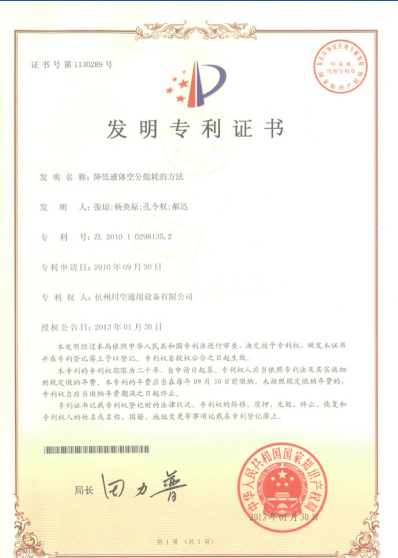 证书号第1130289号
发明专利证书
发 明 名 称:降低液体空分能耗的方法
发 明 人:张琼;杨美原;孔令权;郝迅
专 利 号:ZL 2010 1 0298135.2
专利申请日:2010年09月30日
专 利 权 人:杭州川空通用设备有限公司
授权公告日:2013年01月30日
本发明经过本局依照中华人民共和国专利法进行审查,决定授予专利权,颁发本证书
并在专利登记簿上予以登记。专利权自授权公告之日起生效。
本专利的专利权期限为二十年,自申请日起算。专利权人应当依照专利法及其实施细
则规定缴纳年费。本专利的年费应当在每年09月30日前缴纳。未按照规定缴纳年费的,
专利权自应当缴纳年费期满之日起终止。
专利证书记载专利权登记时的法律状况。专利权的转移、质押、无效、终止、恢复和
专利权人的姓名或名称、国籍、地址变更等事项记载在专利登记簿上。
局长
田力普
中华人民共和国国家知识产权局
2013年01月30日
第1页(共1页)